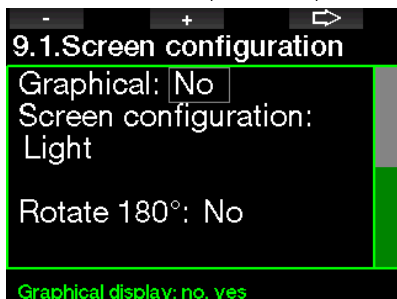 - + ⇨
9.1.Screen configuration
Graphical: No
Screen configuration:
Light
Rotate 180°: No
Graphical display: no, yes